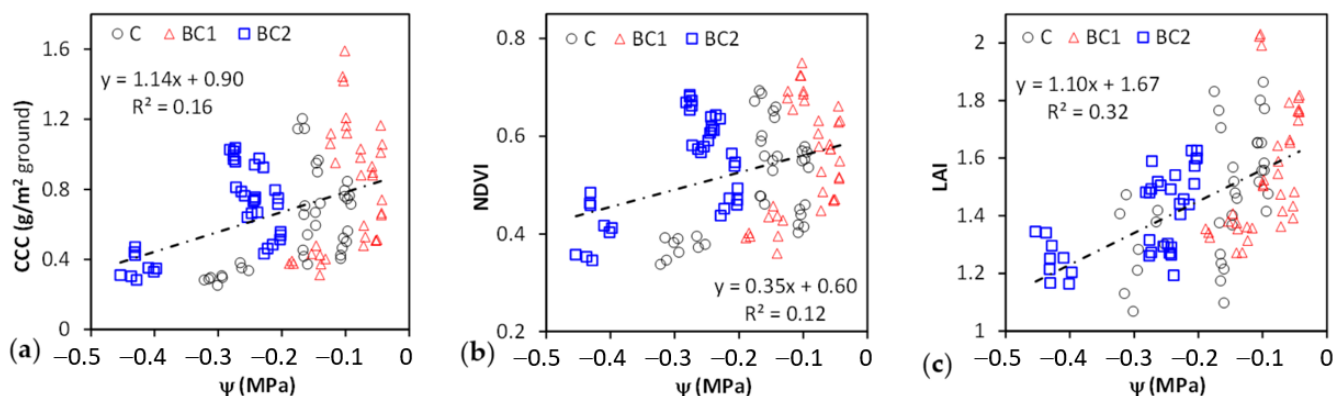 C BC1 BC2
y = 1.14x + 0.90
R² = 0.16
CCC (g/m² ground)
1.6
1.2
0.8
0.4
0
−0.5 −0.4 −0.3 −0.2 −0.1 0
Ψ (MPa)
(a)
C BC1 BC2
NDVI
0.8
0.6
0.4
0.2
y = 0.35x + 0.60
R² = 0.12
−0.5 −0.4 −0.3 −0.2 −0.1 0
Ψ (MPa)
(b)
C BC1 BC2
y = 1.10x + 1.67
R² = 0.32
LAI
2
1.8
1.6
1.4
1.2
1
−0.5 −0.4 −0.3 −0.2 −0.1 0
Ψ (MPa)
(c)